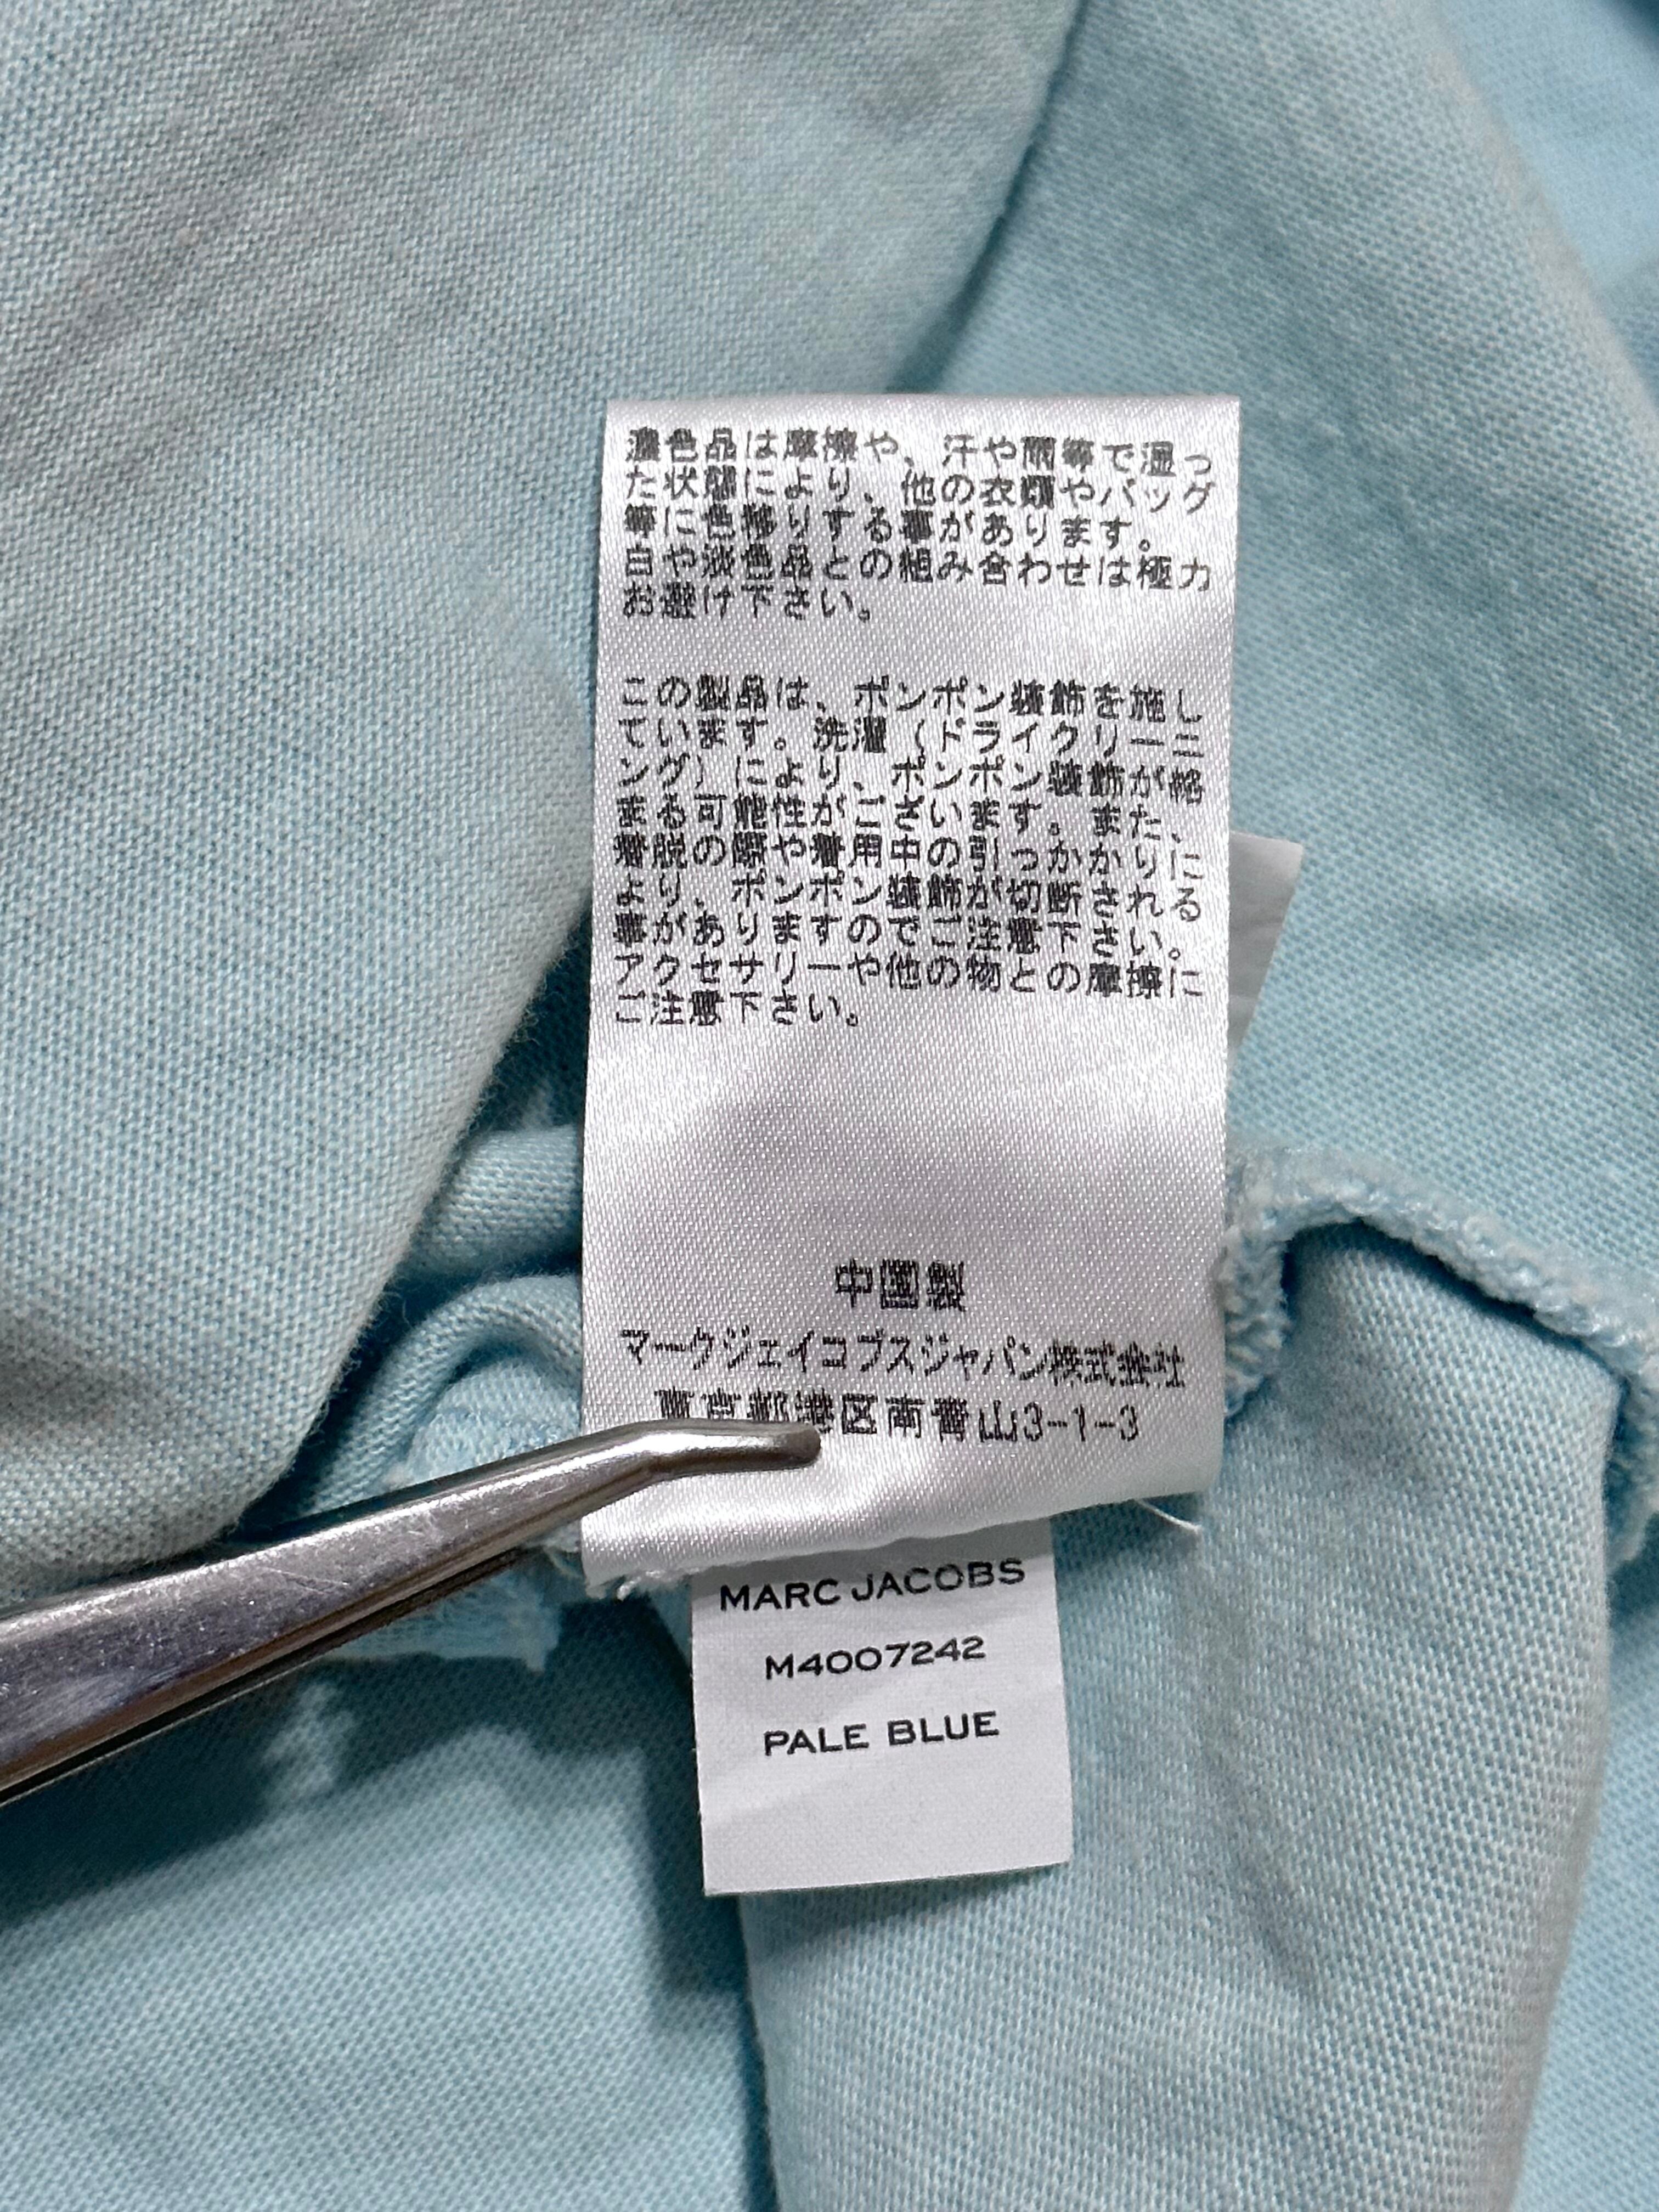 濃色品は摩擦や、汗や雨等で湿っ
た状態により、他の衣類やバッグ
等に色移りする事があります。
白や淡色品との組み合わせは極力
お避け下さい。
この製品は、ポンポン装飾を施し
ています。洗濯（ドライクリーニ
ング）により、ポンポン装飾が絡
まる可能性がございます。また、
着脱の際や着用中の引っかかりに
より、ポンポン装飾が切断される
事がありますのでご注意下さい。
アクセサリーや他の物との摩擦に
ご注意下さい。
中国製
マークジェイコブスジャパン株式会社
東京都港区南青山3-1-3
MARC JACOBS
M4007242
PALE BLUE